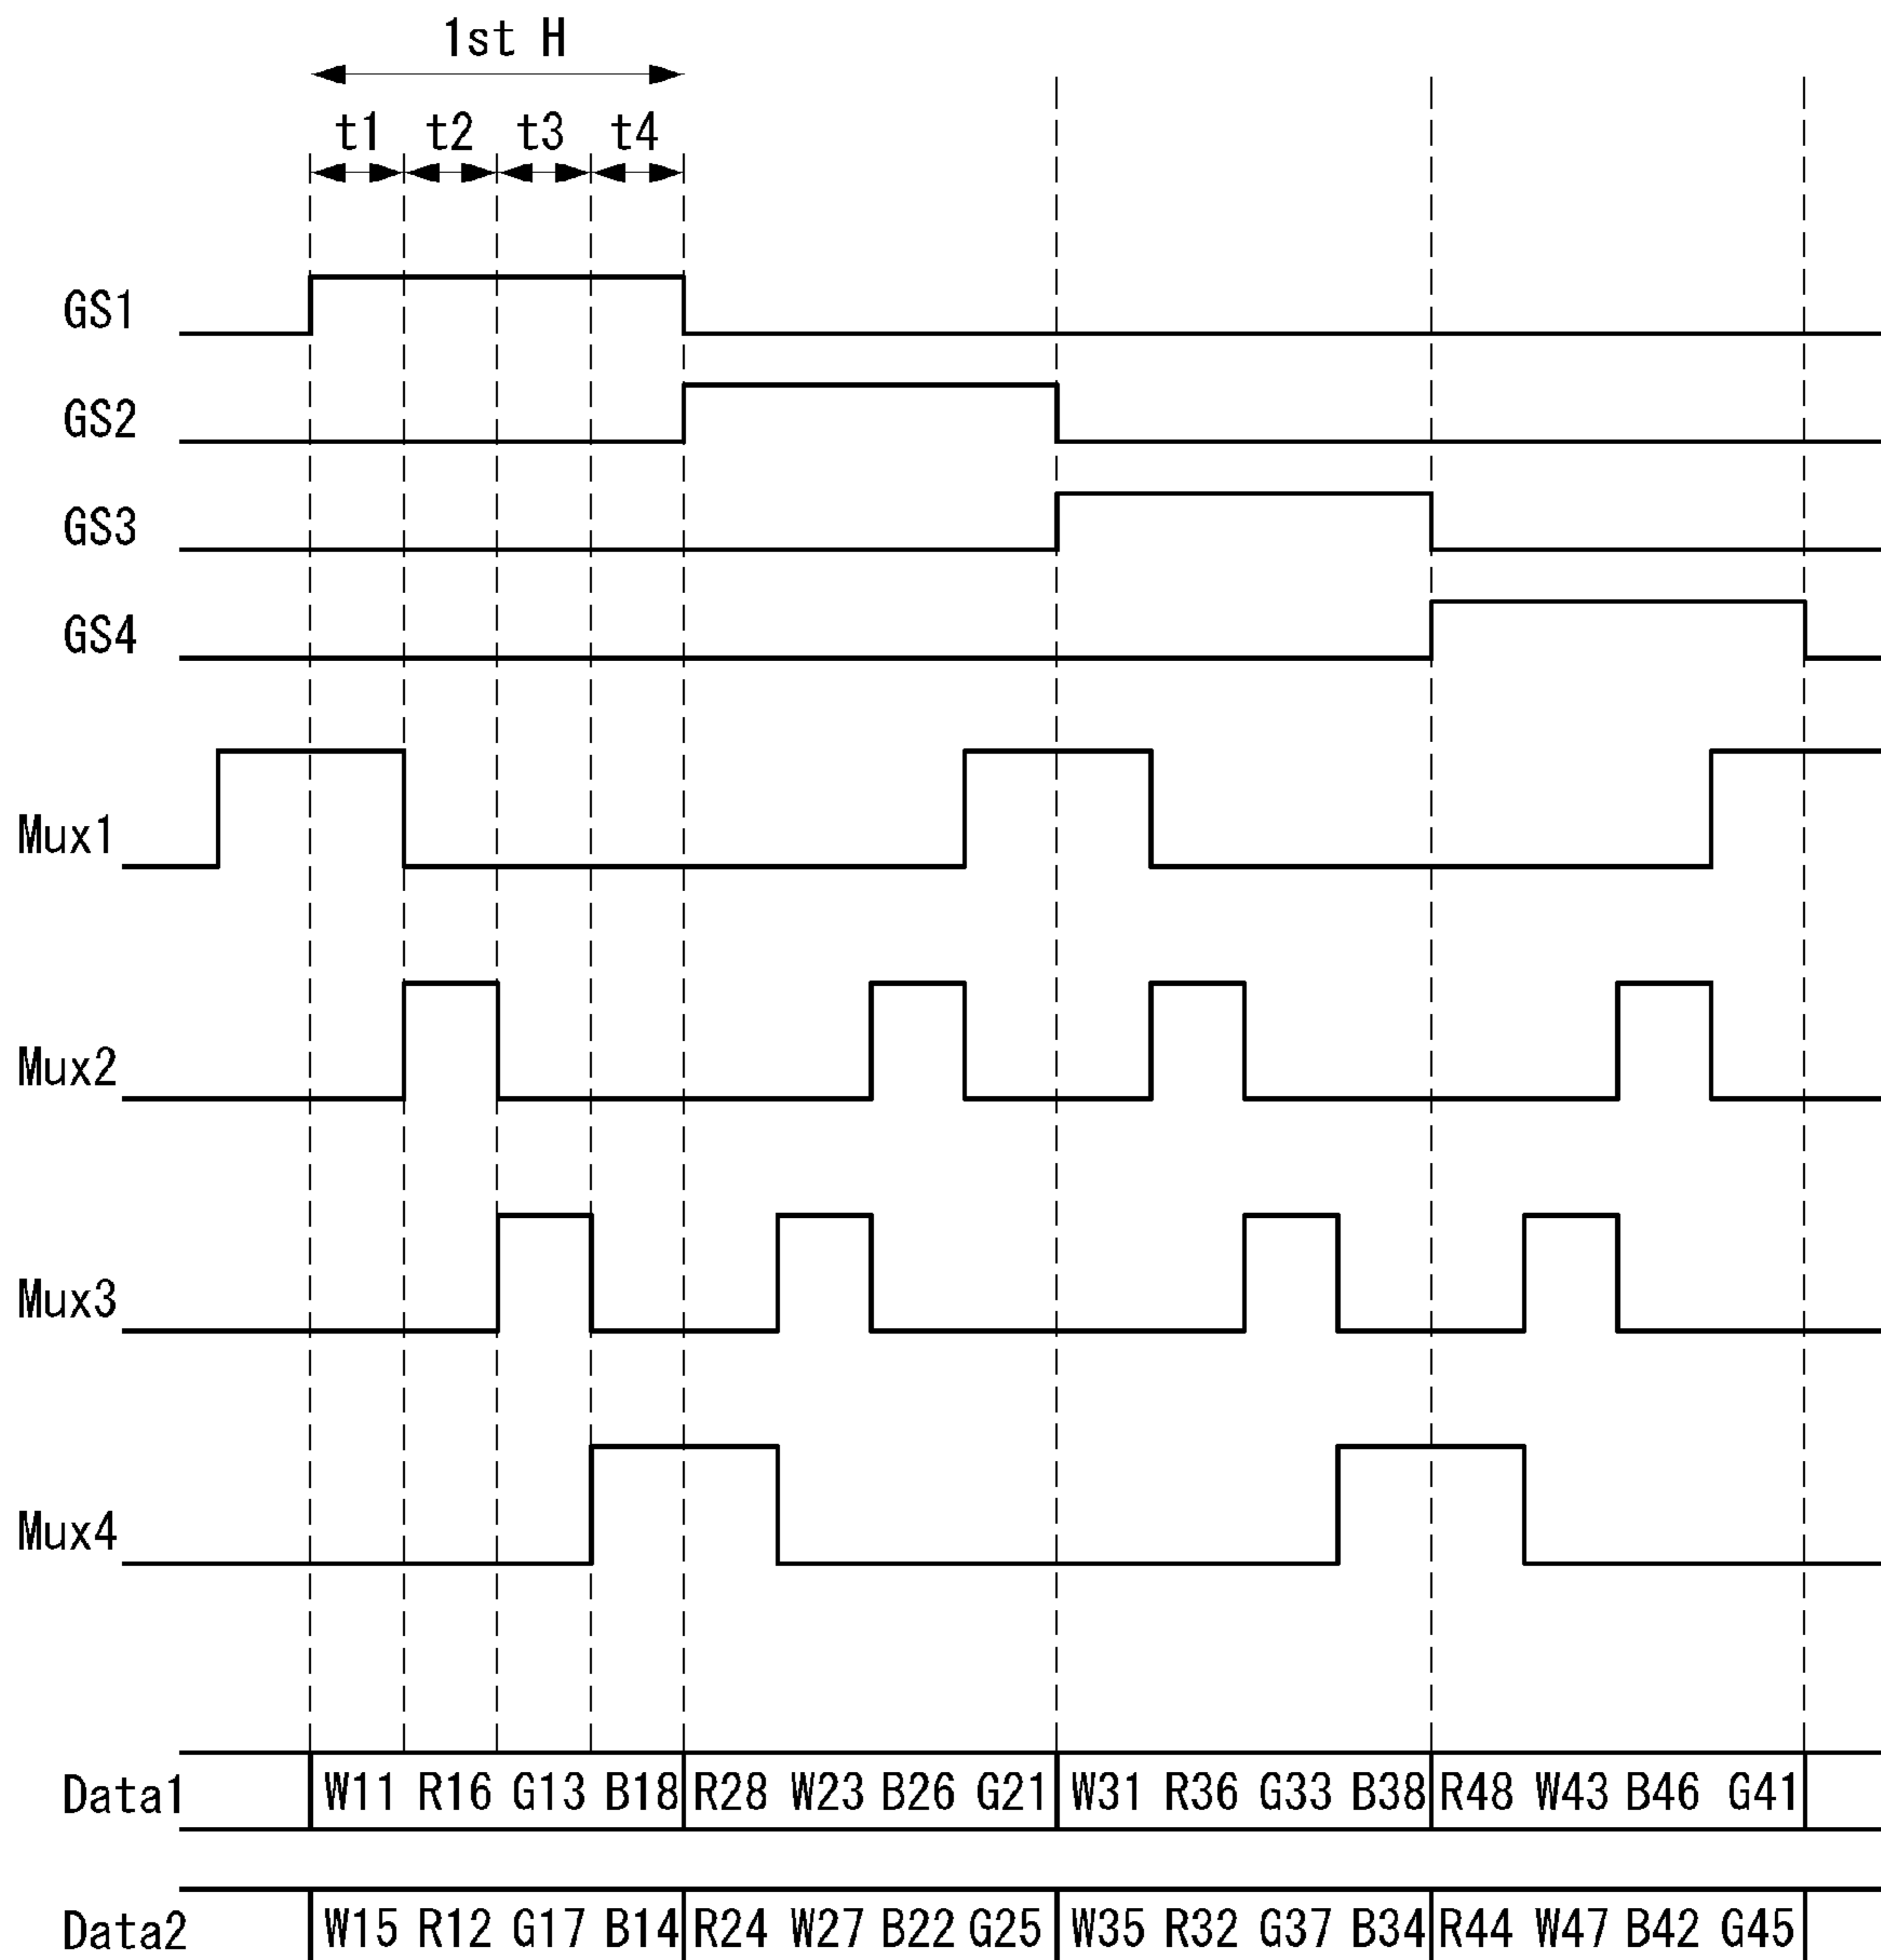 1st H
t1 t2 t3 t4
GS1
GS2
GS3
GS4
Mux1
Mux2
Mux3
Mux4
Data1 W11 R16 G13 B18 R28 W23 B26 G21 W31 R36 G33 B38 R48 W43 B46 G41
Data2 W15 R12 G17 B14 R24 W27 B22 G25 W35 R32 G37 B34 R44 W47 B42 G45